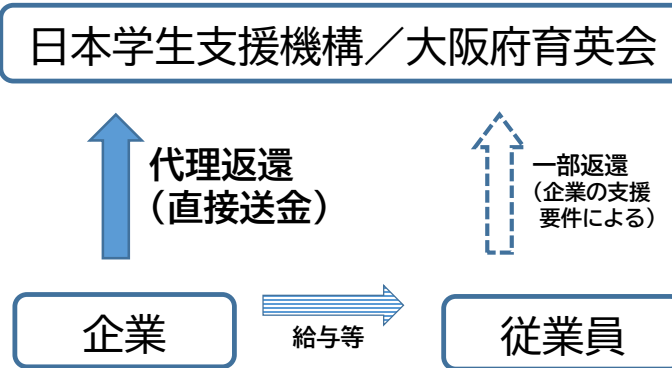 日本学生支援機構／大阪府育英会
代理返還
（直接送金）
一部返還
（企業の支援
要件による）
企業
給与等
従業員